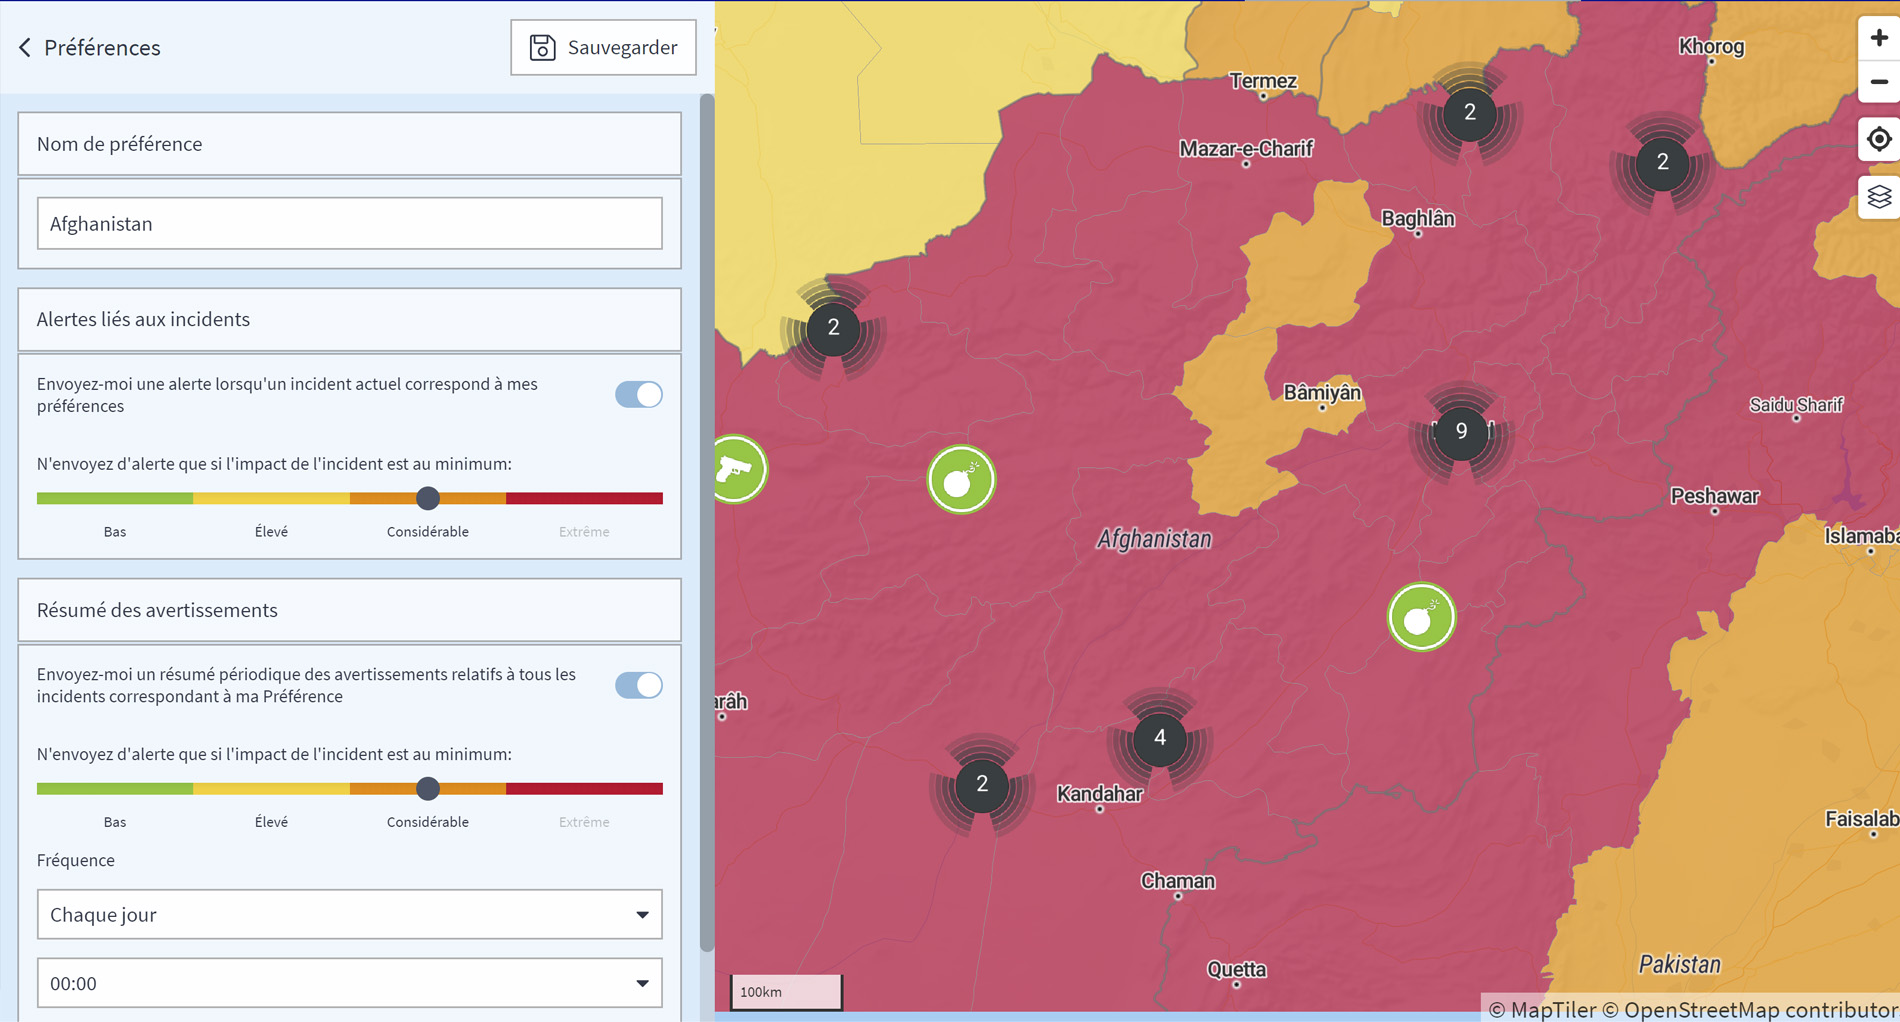 Préférences
Sauvegarder
Nom de préférence
Afghanistan
Alertes liés aux incidents
Envoyez-moi une alerte lorsqu'un incident actuel correspond à mes
préférences
N'envoyez d'alerte que si l'impact de l'incident est au minimum:
Bas Élevé Considérable Extrême
Résumé des avertissements
Envoyez-moi un résumé périodique des avertissements relatifs à tous les
incidents correspondant à ma Préférence
N'envoyez d'alerte que si l'impact de l'incident est au minimum:
Bas Élevé Considérable Extrême
Fréquence
Chaque jour
00:00
Khorog
Termez
2
Mazar-e-Charif
2
Baghlân
2
Bâmiyân
Saidu Sharif
9
Peshawar
Afghanistan
Islamaba
arâh
4
2
Kandahar
Faisalab
Chaman
Quetta
Pakistan
100km
© MapTiler © OpenStreetMap contributor